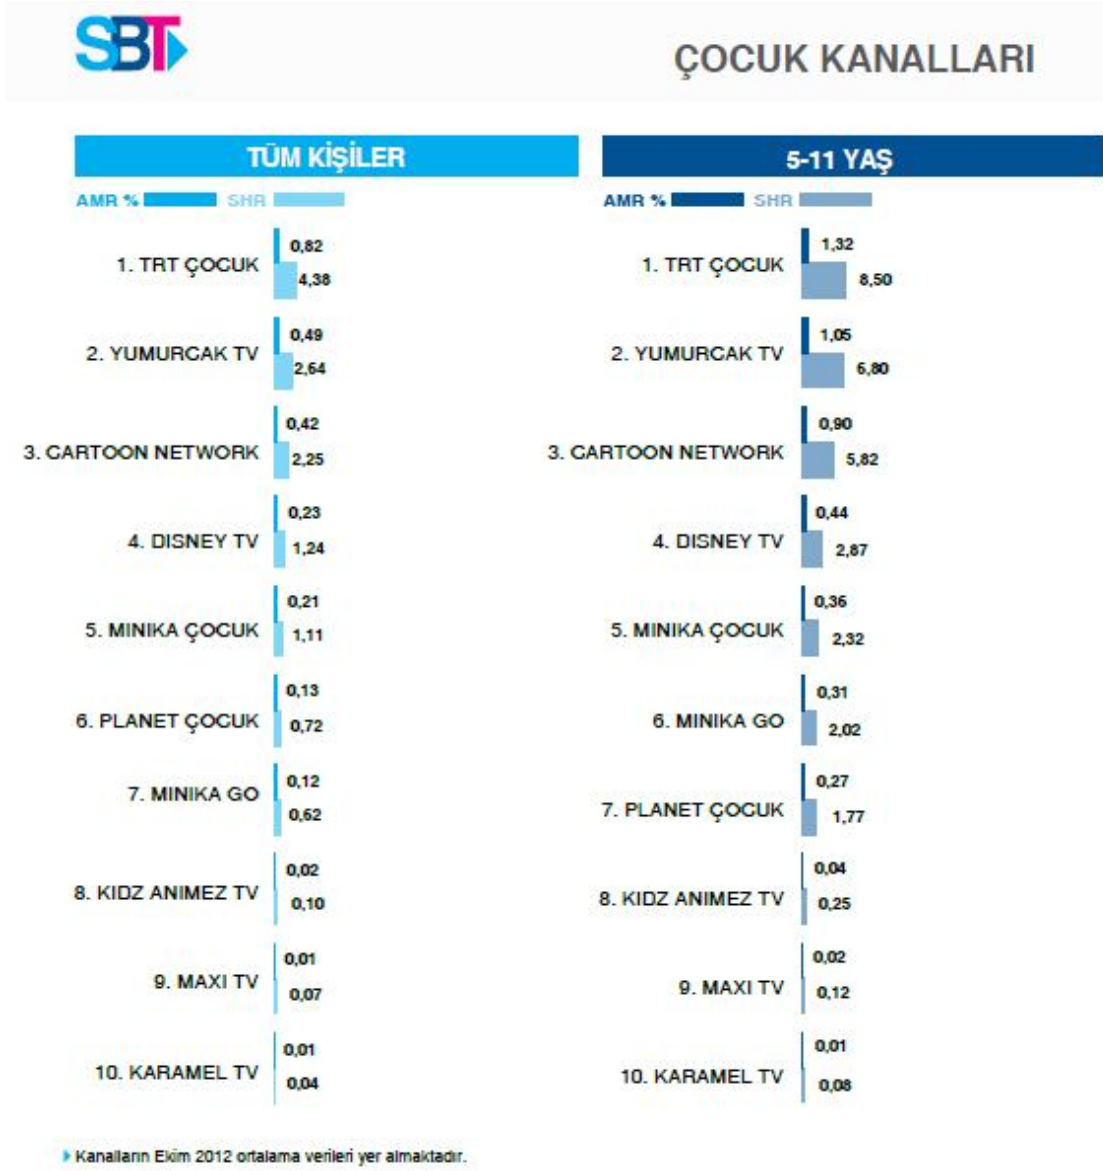 SBT
ÇOCUK KANALLARI
TÜM KİŞİLER
AMR % SHR
1. TRT ÇOCUK
0,82
4,38
2. YUMURCAK TV
0,49
2,64
3. CARTOON NETWORK
0,42
2,25
4. DISNEY TV
0,23
1,24
5. MINIKA ÇOCUK
0,21
1,11
6. PLANET ÇOCUK
0,13
0,72
7. MINIKA GO
0,12
0,62
8. KIDZ ANIMEZ TV
0,02
0,10
9. MAXI TV
0,01
0,07
10. KARAMEL TV
0,01
0,04
5-11 YAŞ
AMR % SHR
1. TRT ÇOCUK
1,32
8,50
2. YUMURCAK TV
1,05
6,80
3. CARTOON NETWORK
0,90
5,82
4. DISNEY TV
0,44
2,87
5. MINIKA ÇOCUK
0,36
2,32
6. MINIKA GO
0,31
2,02
7. PLANET ÇOCUK
0,27
1,77
8. KIDZ ANIMEZ TV
0,04
0,25
9. MAXI TV
0,02
0,12
10. KARAMEL TV
0,01
0,08
Kanalların Ekim 2012 ortalama verileri yer almaktadır.